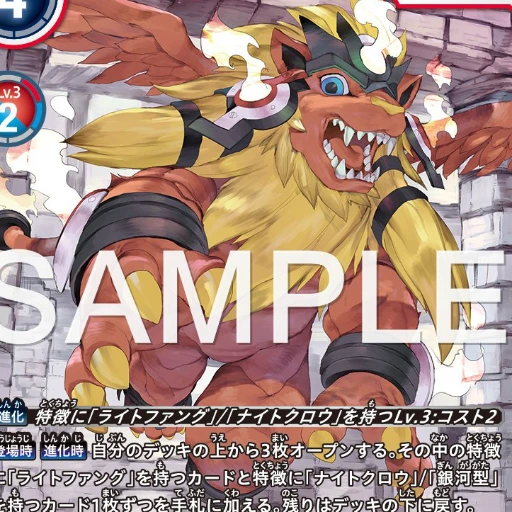 4
Lv.3
2
SAMPLE
進化 特徴に「ライトファング」/「ナイトクロウ」を持つLv.3:コスト2
登場時 進化時 自分のデッキの上から3枚オープンする。その中の特徴
に「ライトファング」を持つカードと特徴に「ナイトクロウ」/「銀河型」
を持つカード1枚ずつを手札に加える。残りはデッキの下に戻す。